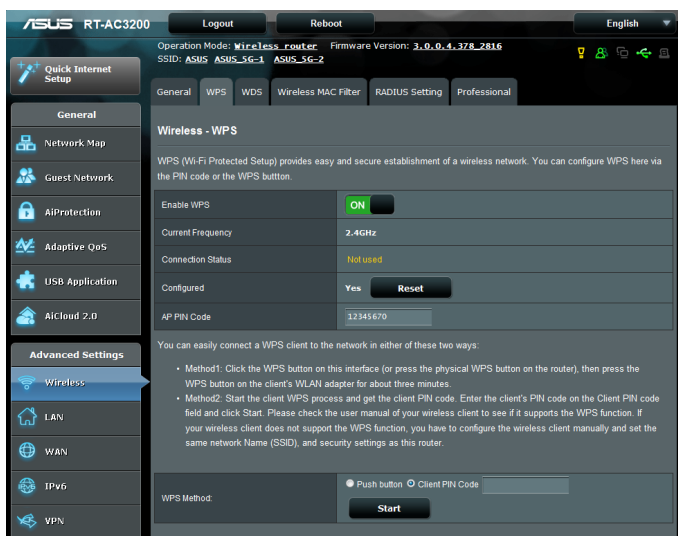 ASUS RT-AC3200 Logout Reboot English
Operation Mode: Wireless router Firmware Version: 3.0.0.4.378_2816
SSID: ASUS ASUS_5G-1 ASUS_5G-2
Quick Internet
Setup
General
Network Map
Guest Network
AiProtection
Adaptive QoS
USB Application
AiCloud 2.0
Advanced Settings
Wireless
LAN
WAN
IPv6
VPN
General WPS WDS Wireless MAC Filter RADIUS Setting Professional
Wireless - WPS
WPS (Wi-Fi Protected Setup) provides easy and secure establishment of a wireless network. You can configure WPS here via
the PIN code or the WPS buttton.
Enable WPS ON
Current Frequency 2.4GHz
Connection Status Not used
Configured Yes Reset
AP PIN Code 12345670
You can easily connect a WPS client to the network in either of these two ways:
• Method1: Click the WPS button on this interface (or press the physical WPS button on the router), then press the
WPS button on the client's WLAN adapter for about three minutes.
• Method2: Start the client WPS process and get the client PIN code. Enter the client's PIN code on the Client PIN code
field and click Start. Please check the user manual of your wireless client to see if it supports the WPS function. If
your wireless client does not support the WPS function, you have to configure the wireless client manually and set the
same network Name (SSID), and security settings as this router.
WPS Method: Push button Client PIN Code
Start